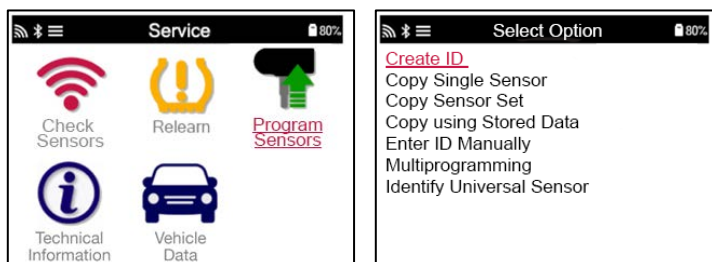 Service
80%
Check
Sensors
Relearn
Program
Sensors
Technical
Information
Vehicle
Data
Select Option
80%
Create ID
Copy Single Sensor
Copy Sensor Set
Copy using Stored Data
Enter ID Manually
Multiprogramming
Identify Universal Sensor